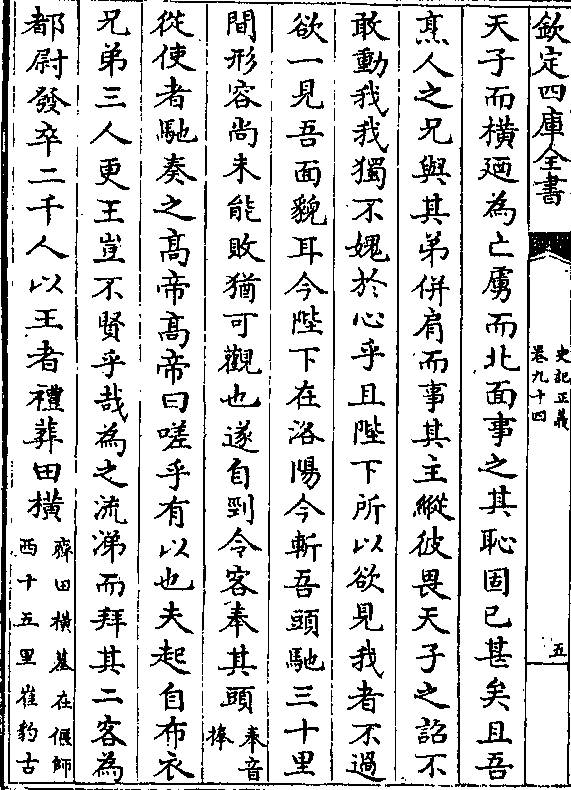 欽定四庫全書
史記正義
卷九十四
五
天子而橫廼為亡虜而北面事之其恥固已甚矣且吾
烹人之兄與其弟併肩而事其主縱彼畏天子之詔不
敢動我我獨不媿於心乎且陛下所以欲見我者不過
欲一見吾面貌耳今陛下在洛陽今斬吾頭馳三十里
間形容尚未能敗猶可觀也遂自剄令客奉其頭奉音捧
從使者馳奏之高帝高帝曰嗟乎有以也夫起自布衣
兄弟三人更王豈不賢乎哉為之流涕而拜其二客為
都尉發卒二千人以王者禮葬田橫齊田橫墓在偃師西十五里崔豹古